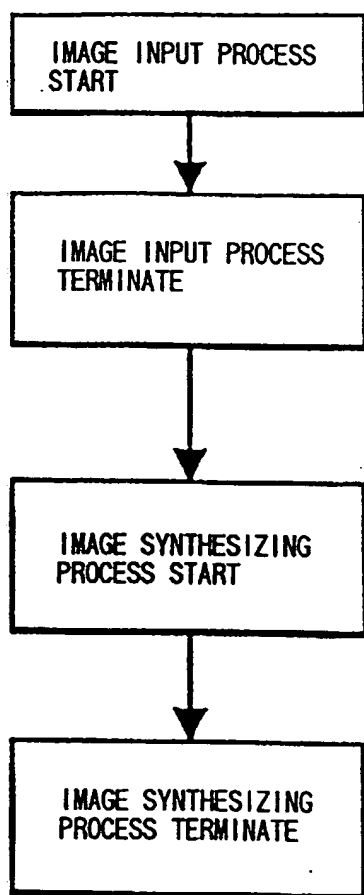 IMAGE INPUT PROCESS
START
IMAGE INPUT PROCESS
TERMINATE
IMAGE SYNTHESIZING
PROCESS START
IMAGE SYNTHESIZING
PROCESS TERMINATE